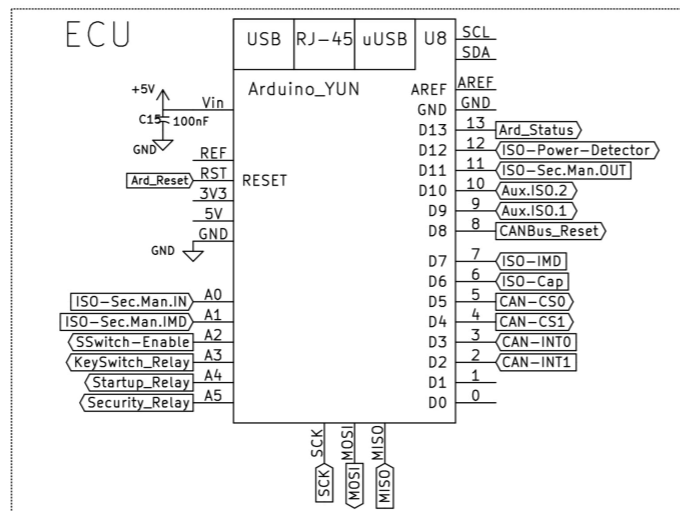 ECU
USB RJ-45 uUSB U8
SCL
SDA
Arduino_YUN
+5V
Vin
C15 100nF
GND
REF
Ard_Reset RST RESET
3V3
5V
GND
GND
AREF AREF
GND GND
D13 13 Ard_Status
D12 12 ISO-Power-Detector
D11 11 ISO-Sec.Man.OUT
D10 10 Aux.ISO.2
D9 9 Aux.ISO.1
D8 8 CANBus_Reset
D7 7 ISO-IMD
D6 6 ISO-Cap
D5 5 CAN-CS0
D4 4 CAN-CS1
D3 3 CAN-INT0
D2 2 CAN-INT1
D1 1
D0 0
ISO-Sec.Man.IN A0
ISO-Sec.Man.IMD A1
SSwitch-Enable A2
KeySwitch_Relay A3
Startup_Relay A4
Security_Relay A5
SCK MOSI MISO
SCK MOSI MISO